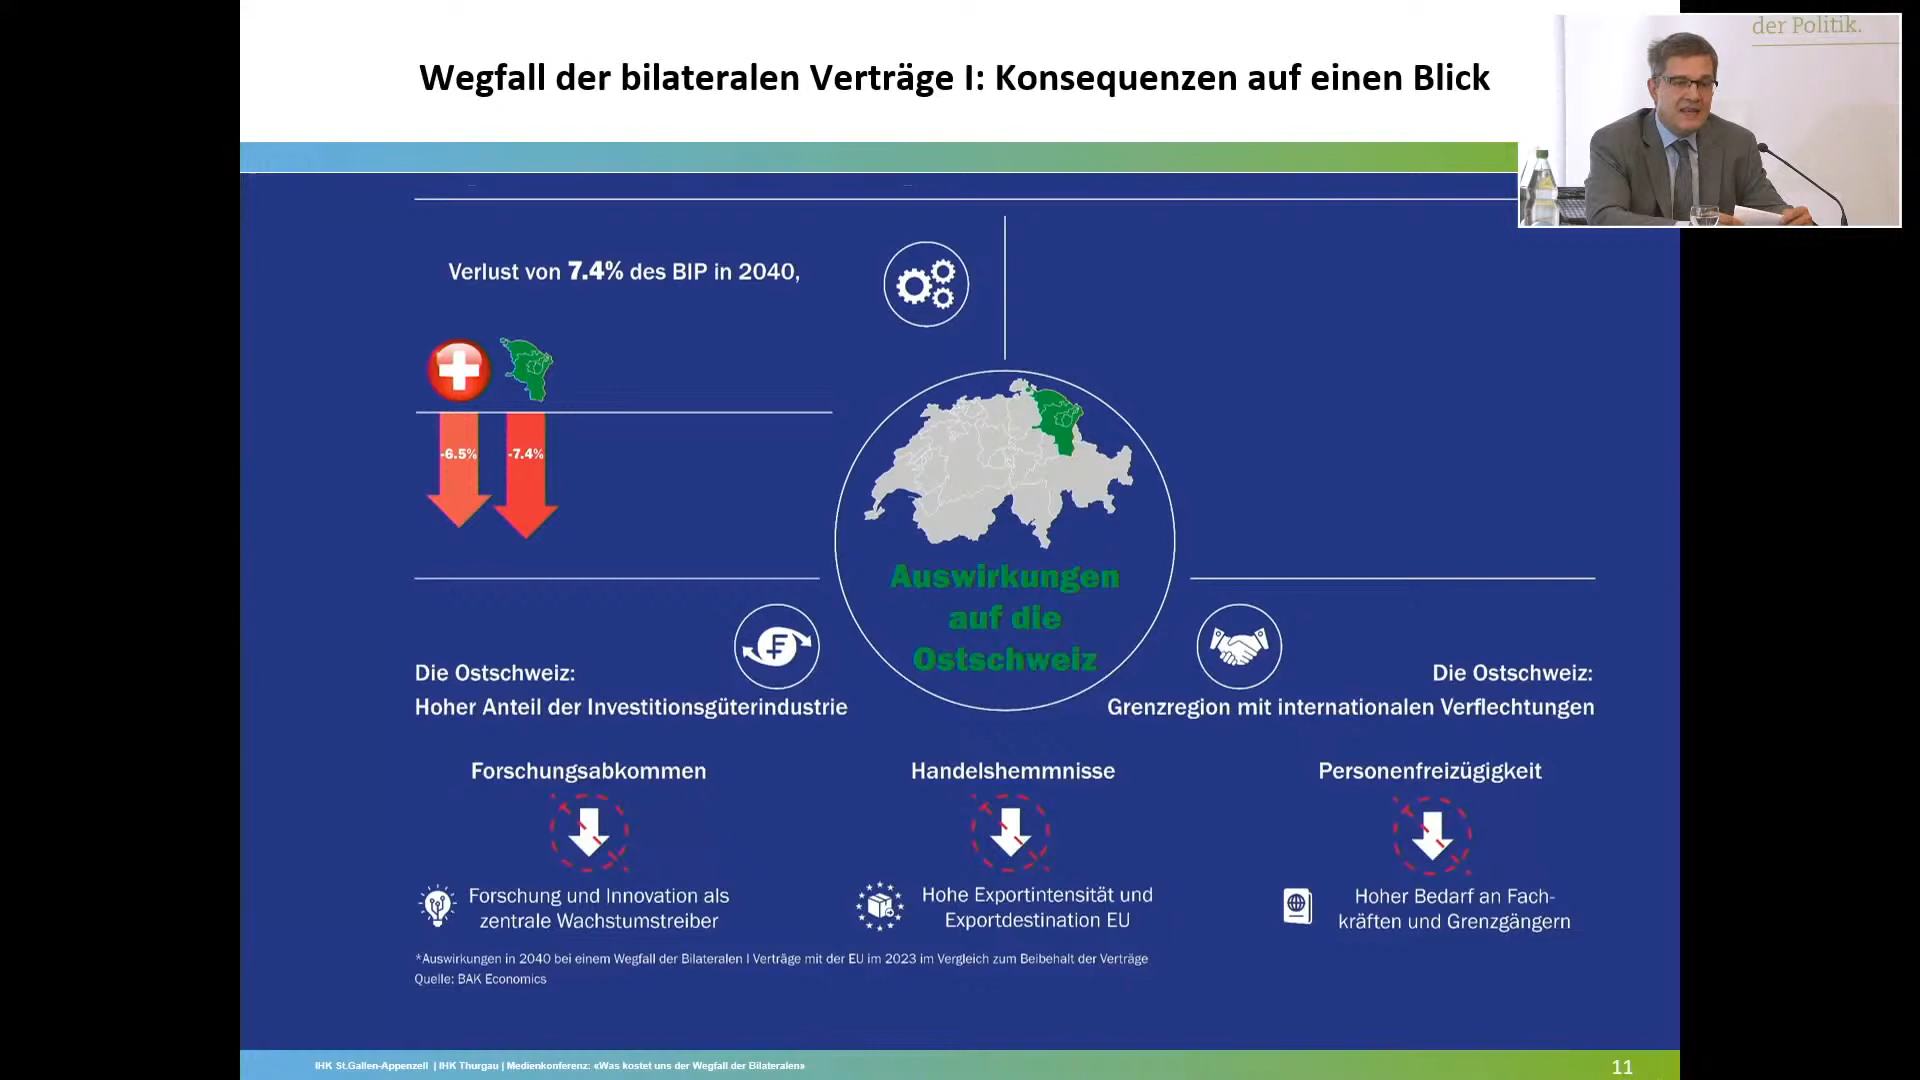 Wegfall der bilateralen Verträge I: Konsequenzen auf einen Blick
der Politik.
Verlust von 7.4% des BIP in 2040,
-6.5%
-7.4%
Auswirkungen
auf die
Ostschweiz
Die Ostschweiz:
Hoher Anteil der Investitionsgüterindustrie
Die Ostschweiz:
Grenzregion mit internationalen Verflechtungen
Forschungsabkommen
Handelshemmnisse
Personenfreizügigkeit
Forschung und Innovation als
zentrale Wachstumstreiber
Hohe Exportintensität und
Exportdestination EU
Hoher Bedarf an Fach-
kräften und Grenzgängern
*Auswirkungen in 2040 bei einem Wegfall der Bilateralen I Verträge mit der EU im 2023 im Vergleich zum Beibehalt der Verträge
Quelle: BAK Economics
IHK St.Gallen-Appenzell | IHK Thurgau | Medienkonferenz: «Was kostet uns der Wegfall der Bilateralen»
11